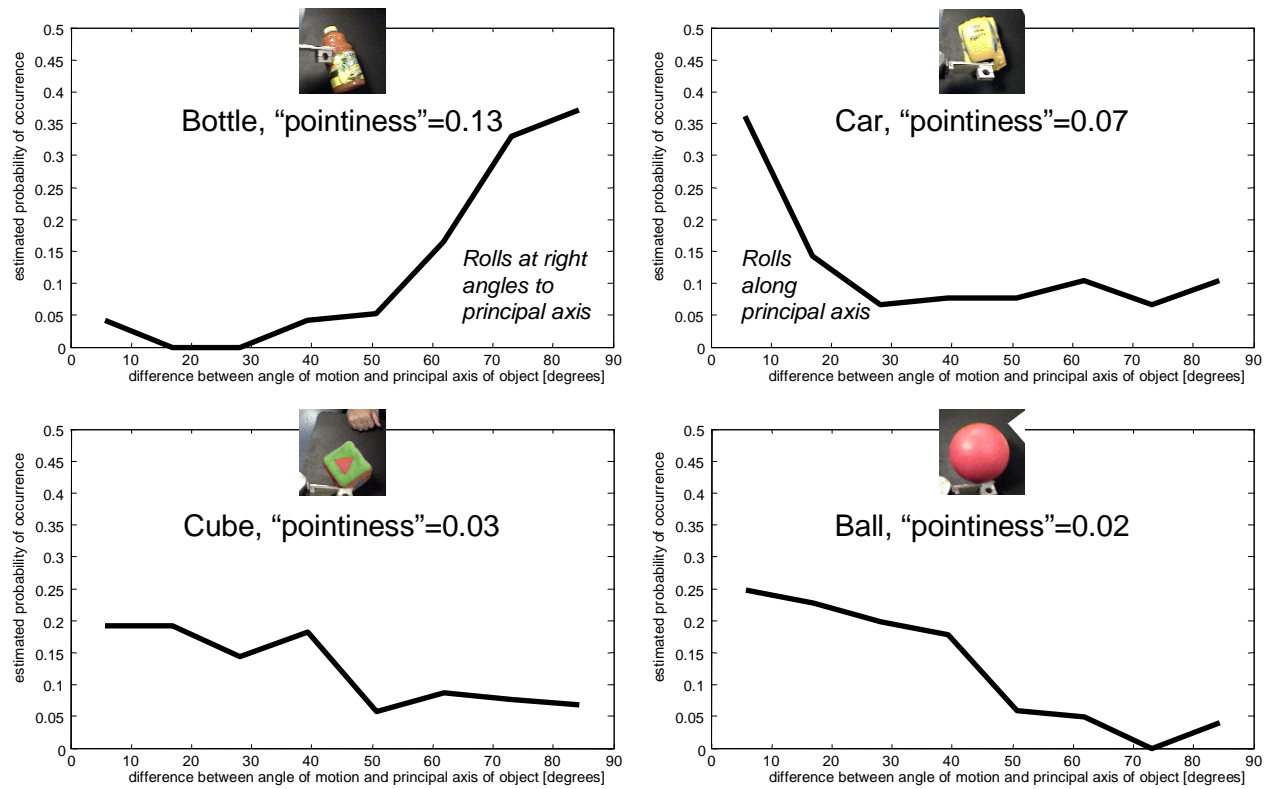 0.5
0.45
0.4
0.35
0.3
0.25
0.2
0.15
0.1
0.05
0
estimated probability of occurrence
Bottle, “pointiness”=0.13
Rolls at right
angles to
principal axis
0 10 20 30 40 50 60 70 80 90
difference between angle of motion and principal axis of object [degrees]
0.5
0.45
0.4
0.35
0.3
0.25
0.2
0.15
0.1
0.05
0
estimated probability of occurrence
Car, “pointiness”=0.07
Rolls
along
principal axis
0 10 20 30 40 50 60 70 80 90
difference between angle of motion and principal axis of object [degrees]
0.5
0.45
0.4
0.35
0.3
0.25
0.2
0.15
0.1
0.05
0
estimated probability of occurrence
Cube, “pointiness”=0.03
0 10 20 30 40 50 60 70 80 90
difference between angle of motion and principal axis of object [degrees]
0.5
0.45
0.4
0.35
0.3
0.25
0.2
0.15
0.1
0.05
0
estimated probability of occurrence
Ball, “pointiness”=0.02
0 10 20 30 40 50 60 70 80 90
difference between angle of motion and principal axis of object [degrees]